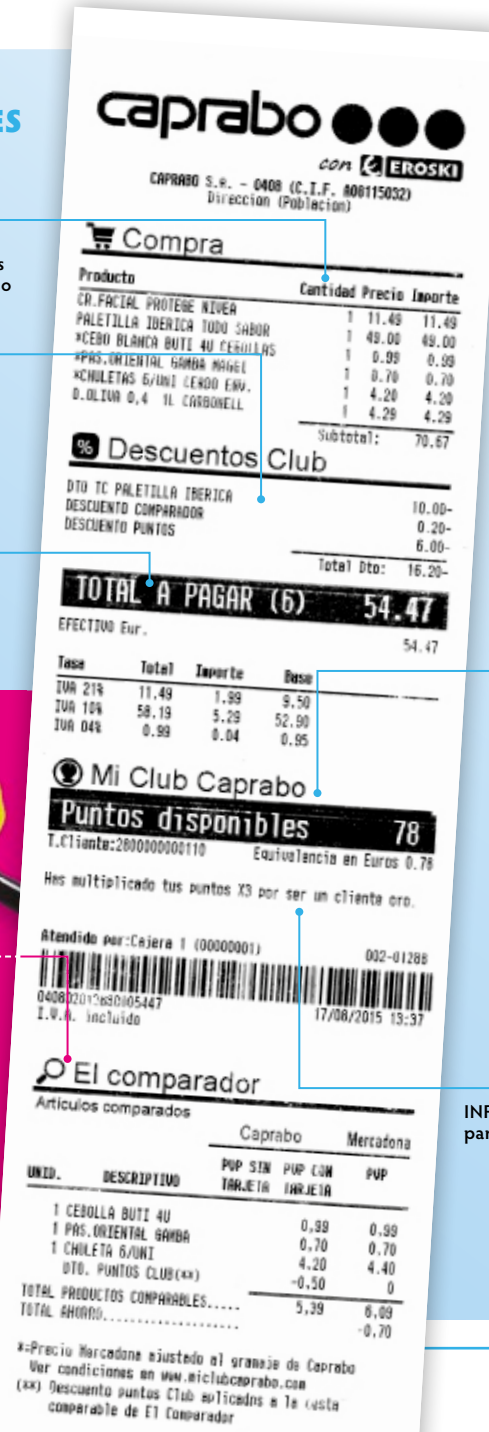 ES
s
o
caprabo
con EROSKI
CAPRABO S.A. - 0408 (C.I.F. A08115032)
Direccion (Poblacion)
Compra
Producto Cantidad Precio Importe
CR.FACIAL PROTEGE NIVEA 1 11.49 11.49
PALETILLA IBERICA TODO SABOR 1 49.00 49.00
*CEBO BLANCA BUTI 4U CEBOLLAS 1 0.99 0.99
*PAS.ORIENTAL GAMBA 1 0.70 0.70
*CHULETAS 6/UNI CERDO ENV. 1 4.20 4.20
O.OLIVA 0,4 1L CARBONELL 1 4.29 4.29
Subtotal: 70.67
% Descuentos Club
DTO TC PALETILLA IBERICA 10.00-
DESCUENTO COMPARADOR 0.20-
DESCUENTO PUNTOS 6.00-
Total Dto: 16.20-
TOTAL A PAGAR (6) 54.47
EFECTIVO Eur. 54.47
Tasa Total Importe Base
IVA 21% 11.49 1.99 9.50
IVA 10% 58.19 5.29 52.90
IVA 04% 0.99 0.04 0.95
Mi Club Caprabo
Puntos disponibles 78
T.Cliente:2800000000110 Equivalencia en Euros 0.78
Has multiplicado tus puntos X3 por ser un cliente oro.
Atendido por:Cajera 1 (00000001) 002-01288
17/08/2015 13:37
I.V.A. incluido
El comparador
Artículos comparados
Caprabo Mercadona
PVP SIN PVP CON PVP
UNID. DESCRIPTIVO TARJETA TARJETA
1 CEBOLLA BUTI 4U 0,99 0.99
1 PAS.ORIENTAL GAMBA 0,70 0.70
1 CHULETA 6/UNI 4.20 4.40
DTO. PUNTOS CLUB(**) -0.50 0
TOTAL PRODUCTOS COMPARABLES..... 5,39 6,09
TOTAL AHORRO................... -0,70
*=Precio Mercadona ajustado al gramaje de Caprabo
Ver condiciones en www.miclubcaprabo.com
(**) Descuento puntos Club aplicados a la cesta
comparable de El Comparador
INF
par